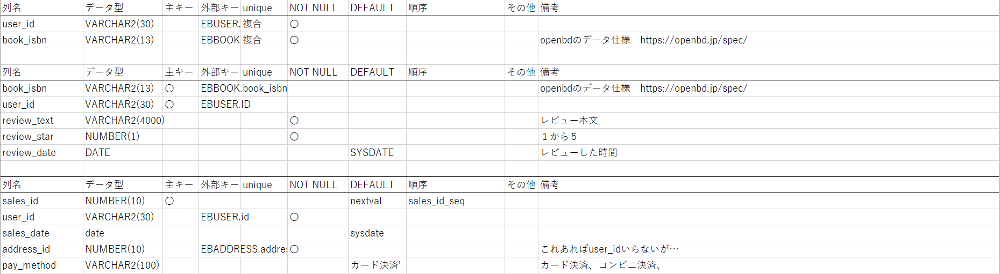 列名 データ型 主キー 外部キー unique NOT NULL DEFAULT 順序 その他 備考
user_id VARCHAR2(30) EBUSER. 複合 〇
book_isbn VARCHAR2(13) EBBOOK 複合 〇 openbdのデータ仕様　https://openbd.jp/spec/
列名 データ型 主キー 外部キー unique NOT NULL DEFAULT 順序 その他 備考
book_isbn VARCHAR2(13) 〇 EBBOOK.book_isbn openbdのデータ仕様　https://openbd.jp/spec/
user_id VARCHAR2(30) 〇 EBUSER.ID
review_text VARCHAR2(4000) 〇 レビュー本文
review_star NUMBER(1) 〇 １から５
review_date DATE SYSDATE レビューした時間
列名 データ型 主キー 外部キー unique NOT NULL DEFAULT 順序 その他 備考
sales_id NUMBER(10) 〇 nextval sales_id_seq
user_id VARCHAR2(30) EBUSER.id 〇
sales_date date sysdate
address_id NUMBER(10) EBADDRESS.addres 〇 これあればuser_idいらないが…
pay_method VARCHAR2(100) カード決済' カード決済、コンビニ決済、